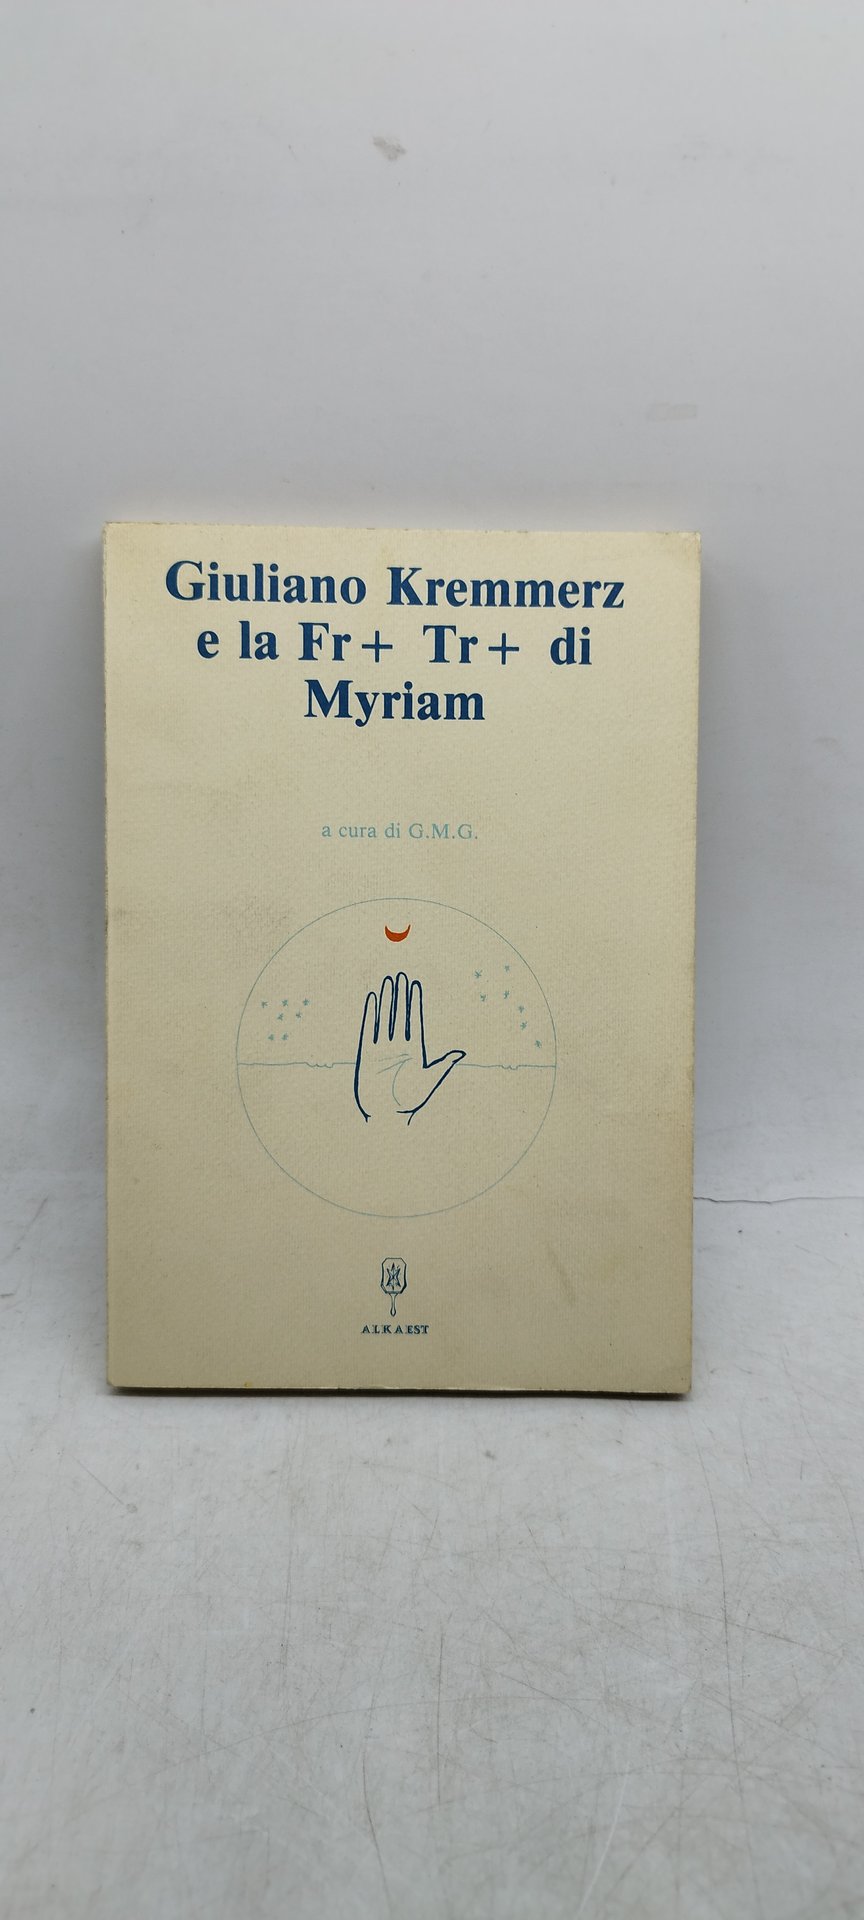 Giuliano Kremmerz
e la Fr+ Tr+ di
Myriam
a cura di G.M.G.
ALKAEST